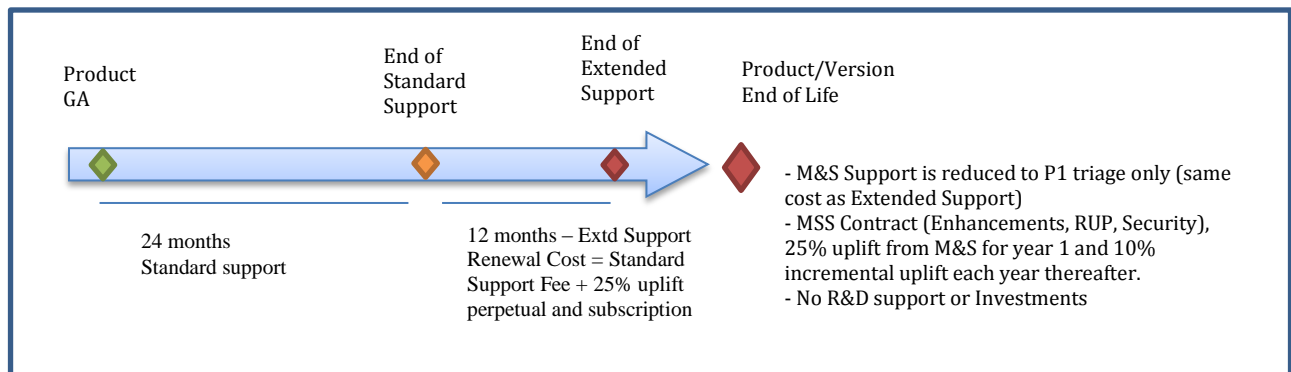 Product
GA
End of
Standard
Support
End of
Extended
Support
Product/Version
End of Life
24 months
Standard support
12 months – Extd Support
Renewal Cost = Standard
Support Fee + 25% uplift
perpetual and subscription
- M&S Support is reduced to P1 triage only (same
cost as Extended Support)
- MSS Contract (Enhancements, RUP, Security),
25% uplift from M&S for year 1 and 10%
incremental uplift each year thereafter.
- No R&D support or Investments